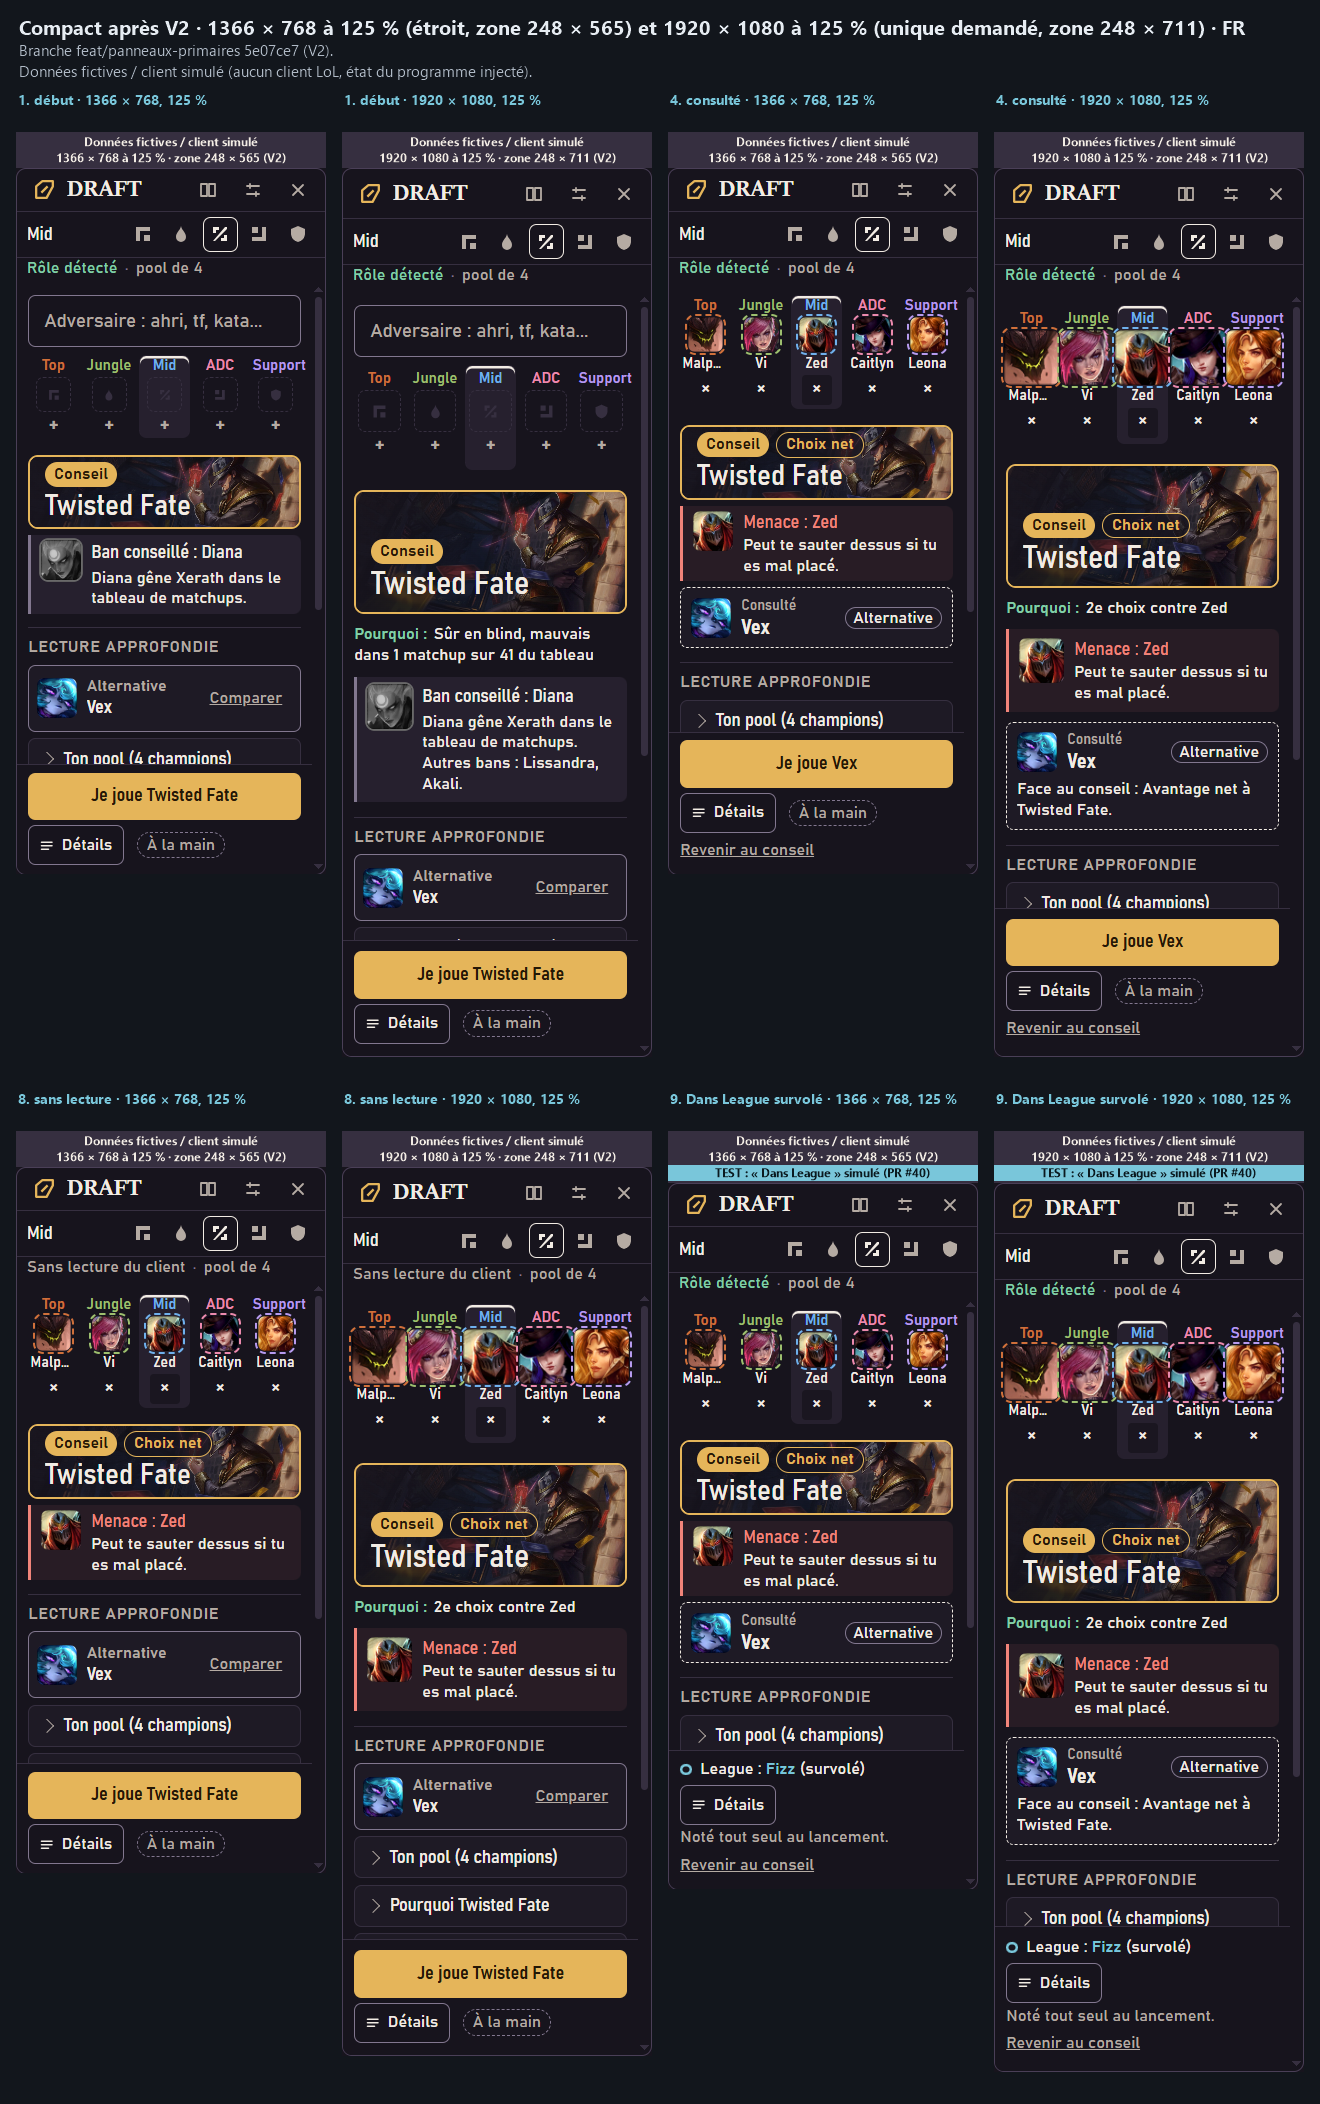 Compact après V2 · 1366 × 768 à 125 % (étroit, zone 248 × 565) et 1920 × 1080 à 125 % (unique demandé, zone 248 × 711) · FR
Branche feat/panneaux-primaires 5e07ce7 (V2).
Données fictives / client simulé (aucun client LoL, état du programme injecté).
1. début · 1366 × 768, 125 %
Données fictives / client simulé
1366 × 768 à 125 % · zone 248 × 565 (V2)
DRAFT
Mid
Rôle détecté · pool de 4
Adversaire : ahri, tf, kata...
Top Jungle Mid ADC Support
+ + + + +
Conseil
Twisted Fate
Ban conseillé : Diana
Diana gêne Xerath dans le
tableau de matchups.
LECTURE APPROFONDIE
Alternative
Vex
Comparer
Ton pool (4 champions)
Je joue Twisted Fate
Détails
À la main
1. début · 1920 × 1080, 125 %
Données fictives / client simulé
1920 × 1080 à 125 % · zone 248 × 711 (V2)
DRAFT
Mid
Rôle détecté · pool de 4
Adversaire : ahri, tf, kata...
Top Jungle Mid ADC Support
+ + + + +
Conseil
Twisted Fate
Pourquoi : Sûr en blind, mauvais
dans 1 matchup sur 41 du tableau
Ban conseillé : Diana
Diana gêne Xerath dans le
tableau de matchups.
Autres bans : Lissandra,
Akali.
LECTURE APPROFONDIE
Alternative
Vex
Comparer
Je joue Twisted Fate
Détails
À la main
4. consulté · 1366 × 768, 125 %
Données fictives / client simulé
1366 × 768 à 125 % · zone 248 × 565 (V2)
DRAFT
Mid
Rôle détecté · pool de 4
Top Jungle Mid ADC Support
Malp... Vi Zed Caitlyn Leona
× × × × ×
Conseil
Choix net
Twisted Fate
Menace : Zed
Peut te sauter dessus si tu
es mal placé.
Consulté
Vex
Alternative
LECTURE APPROFONDIE
Ton pool (4 champions)
Je joue Vex
Détails
À la main
Revenir au conseil
4. consulté · 1920 × 1080, 125 %
Données fictives / client simulé
1920 × 1080 à 125 % · zone 248 × 711 (V2)
DRAFT
Mid
Rôle détecté · pool de 4
Top Jungle Mid ADC Support
Malp... Vi Zed Caitlyn Leona
× × × × ×
Conseil
Choix net
Twisted Fate
Pourquoi : 2e choix contre Zed
Menace : Zed
Peut te sauter dessus si tu
es mal placé.
Consulté
Vex
Alternative
Face au conseil : Avantage net à
Twisted Fate.
LECTURE APPROFONDIE
Ton pool (4 champions)
Je joue Vex
Détails
À la main
Revenir au conseil
8. sans lecture · 1366 × 768, 125 %
Données fictives / client simulé
1366 × 768 à 125 % · zone 248 × 565 (V2)
DRAFT
Mid
Sans lecture du client · pool de 4
Top Jungle Mid ADC Support
Malp... Vi Zed Caitlyn Leona
× × × × ×
Conseil
Choix net
Twisted Fate
Menace : Zed
Peut te sauter dessus si tu
es mal placé.
LECTURE APPROFONDIE
Alternative
Vex
Comparer
Ton pool (4 champions)
Je joue Twisted Fate
Détails
À la main
8. sans lecture · 1920 × 1080, 125 %
Données fictives / client simulé
1920 × 1080 à 125 % · zone 248 × 711 (V2)
DRAFT
Mid
Sans lecture du client · pool de 4
Top Jungle Mid ADC Support
Malp... Vi Zed Caitlyn Leona
× × × × ×
Conseil
Choix net
Twisted Fate
Pourquoi : 2e choix contre Zed
Menace : Zed
Peut te sauter dessus si tu
es mal placé.
LECTURE APPROFONDIE
Alternative
Vex
Comparer
Ton pool (4 champions)
Pourquoi Twisted Fate
Je joue Twisted Fate
Détails
À la main
9. Dans League survolé · 1366 × 768, 125 %
Données fictives / client simulé
1366 × 768 à 125 % · zone 248 × 565 (V2)
TEST : « Dans League » simulé (PR #40)
DRAFT
Mid
Rôle détecté · pool de 4
Top Jungle Mid ADC Support
Malp... Vi Zed Caitlyn Leona
× × × × ×
Conseil
Choix net
Twisted Fate
Menace : Zed
Peut te sauter dessus si tu
es mal placé.
Consulté
Vex
Alternative
LECTURE APPROFONDIE
Ton pool (4 champions)
League : Fizz (survolé)
Détails
Noté tout seul au lancement.
Revenir au conseil
9. Dans League survolé · 1920 × 1080, 125 %
Données fictives / client simulé
1920 × 1080 à 125 % · zone 248 × 711 (V2)
TEST : « Dans League » simulé (PR #40)
DRAFT
Mid
Rôle détecté · pool de 4
Top Jungle Mid ADC Support
Malp... Vi Zed Caitlyn Leona
× × × × ×
Conseil
Choix net
Twisted Fate
Pourquoi : 2e choix contre Zed
Menace : Zed
Peut te sauter dessus si tu
es mal placé.
Consulté
Vex
Alternative
Face au conseil : Avantage net à
Twisted Fate.
LECTURE APPROFONDIE
Ton pool (4 champions)
League : Fizz (survolé)
Détails
Noté tout seul au lancement.
Revenir au conseil